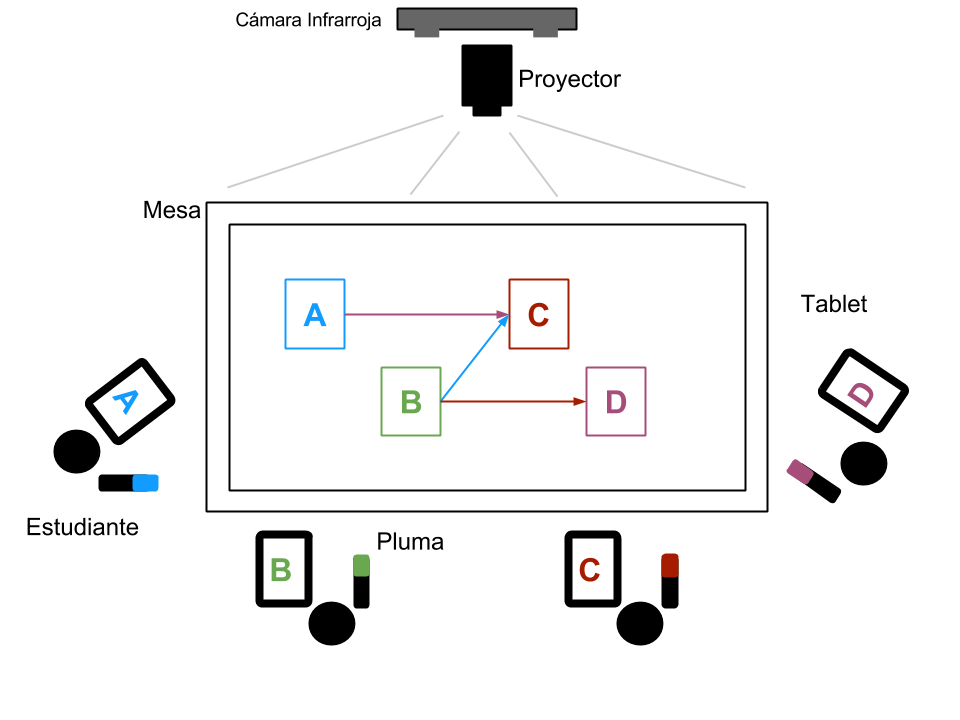 Cámara Infrarroja
Proyector
Mesa
A
C
B
D
Tablet
A
D
Estudiante
Pluma
B
C